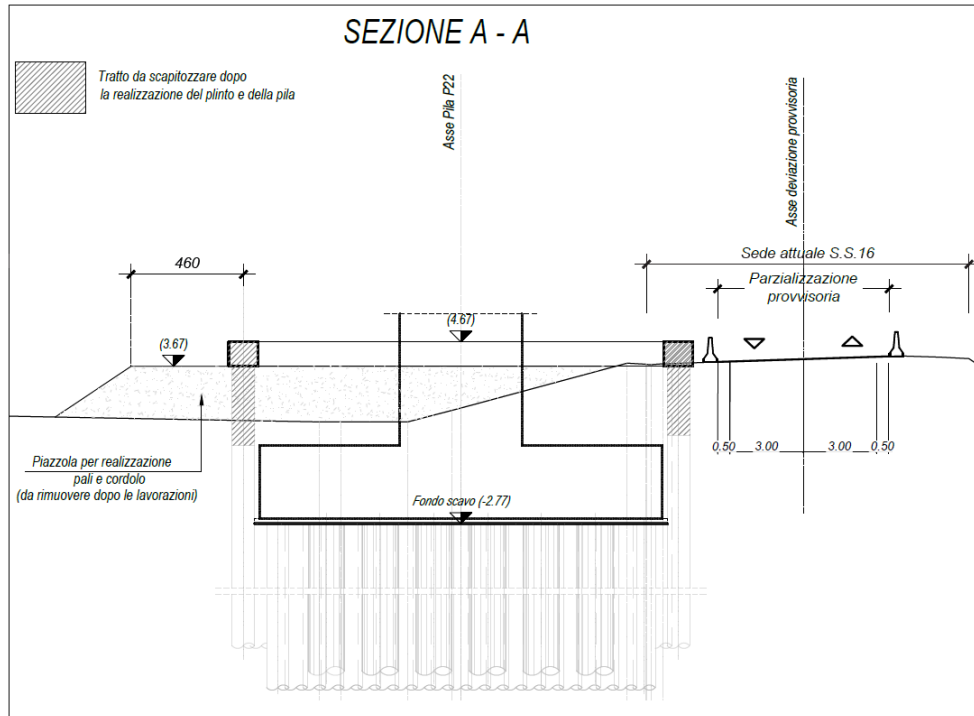 SEZIONE A - A
Tratto da scapitozzare dopo
la realizzazione del plinto e della pila
Asse Pila P22
Asse deviazione provvisoria
Sede attuale S.S.16
460
Parzializzazione
provvisoria
(4.67)
(3.67)
0,50 3.00 3.00 0,50
Piazzola per realizzazione
pali e cordolo
(da rimuovere dopo le lavorazioni)
Fondo scavo (-2.77)